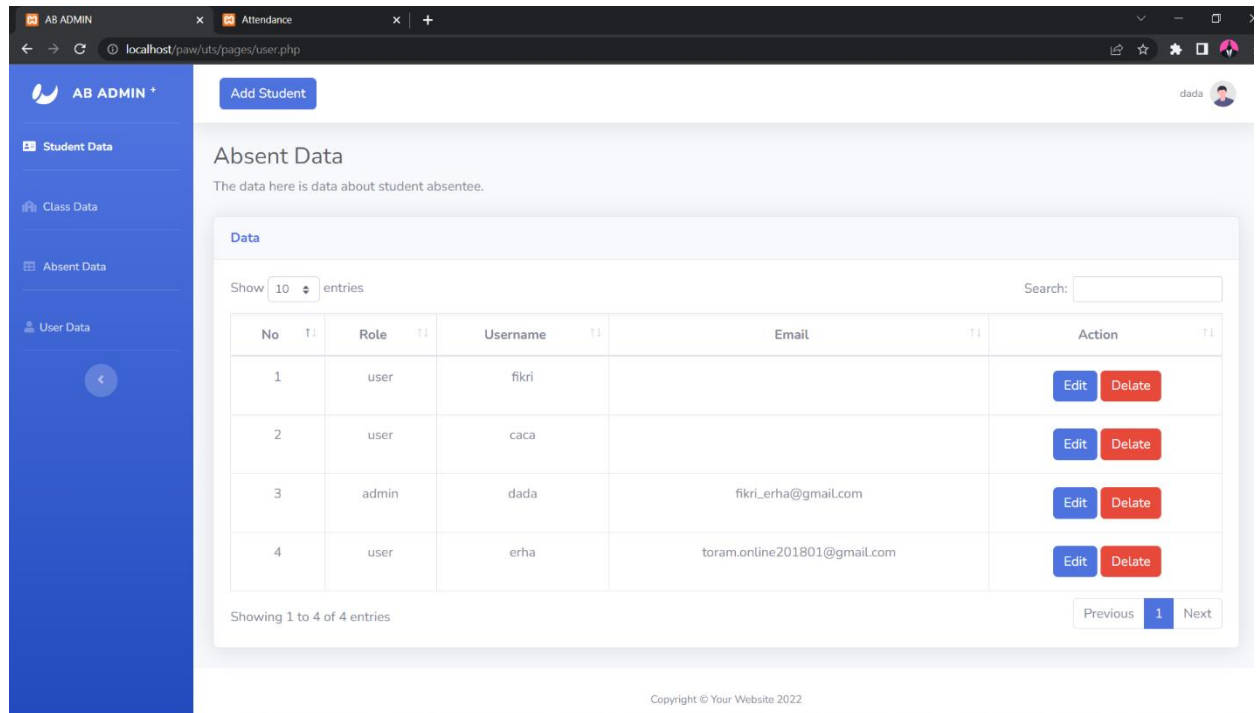 AB ADMIN
Attendance
localhost/paw/uts/pages/user.php
AB ADMIN +
Add Student
dada
Student Data
Class Data
Absent Data
User Data
Absent Data
The data here is data about student absentee.
Data
Show 10 entries
Search:
No Role Username Email Action
1 user fikri Edit Delate
2 user caca Edit Delate
3 admin dada fikri_erha@gmail.com Edit Delate
4 user erha toram.online201801@gmail.com Edit Delate
Showing 1 to 4 of 4 entries
Previous 1 Next
Copyright © Your Website 2022